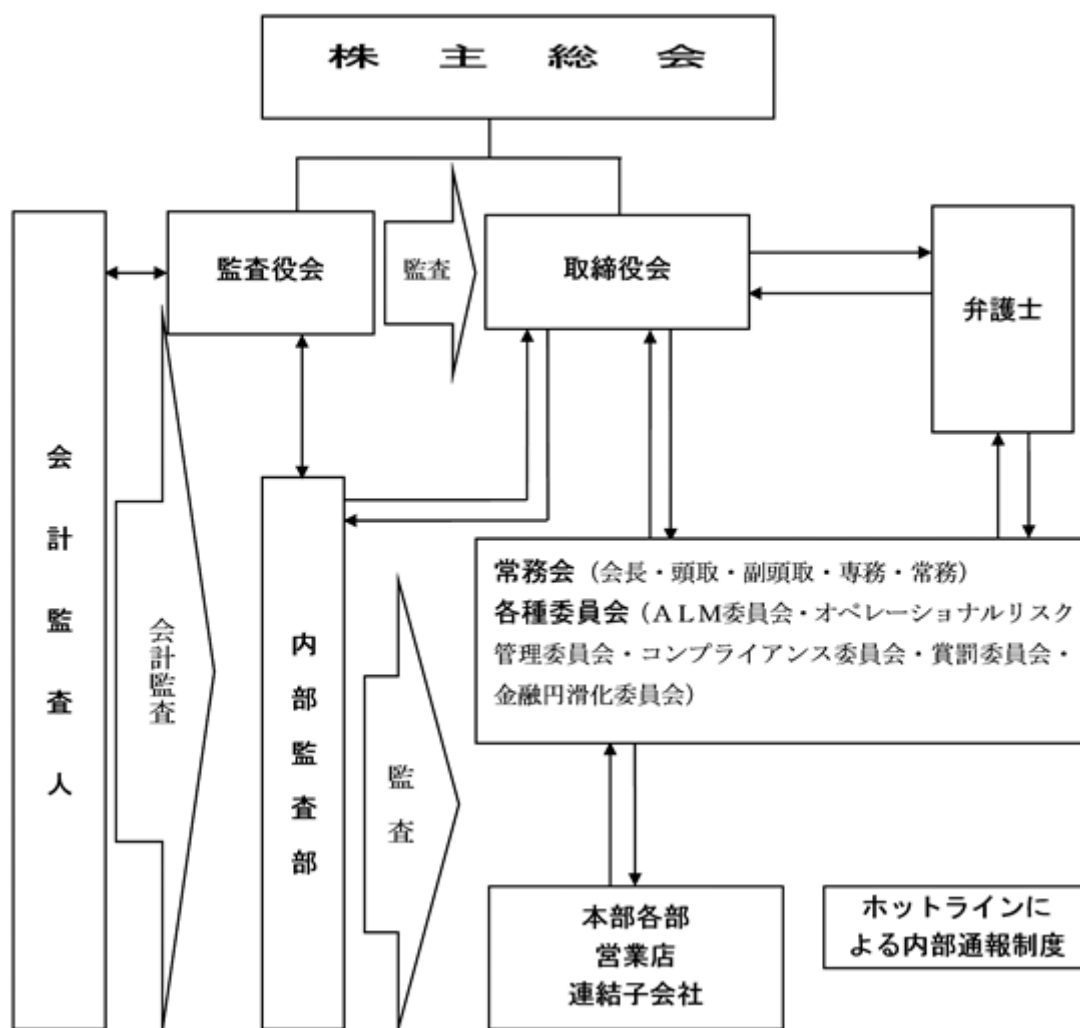 株主総会
監査役会
監査
取締役会
弁護士
会計監査人
会計監査
内部監査部
監査
常務会（会長・頭取・副頭取・専務・常務）
各種委員会（ＡＬＭ委員会・オペレーショナルリスク
管理委員会・コンプライアンス委員会・賞罰委員会・
金融円滑化委員会）
本部各部
営業店
連結子会社
ホットラインに
よる内部通報制度